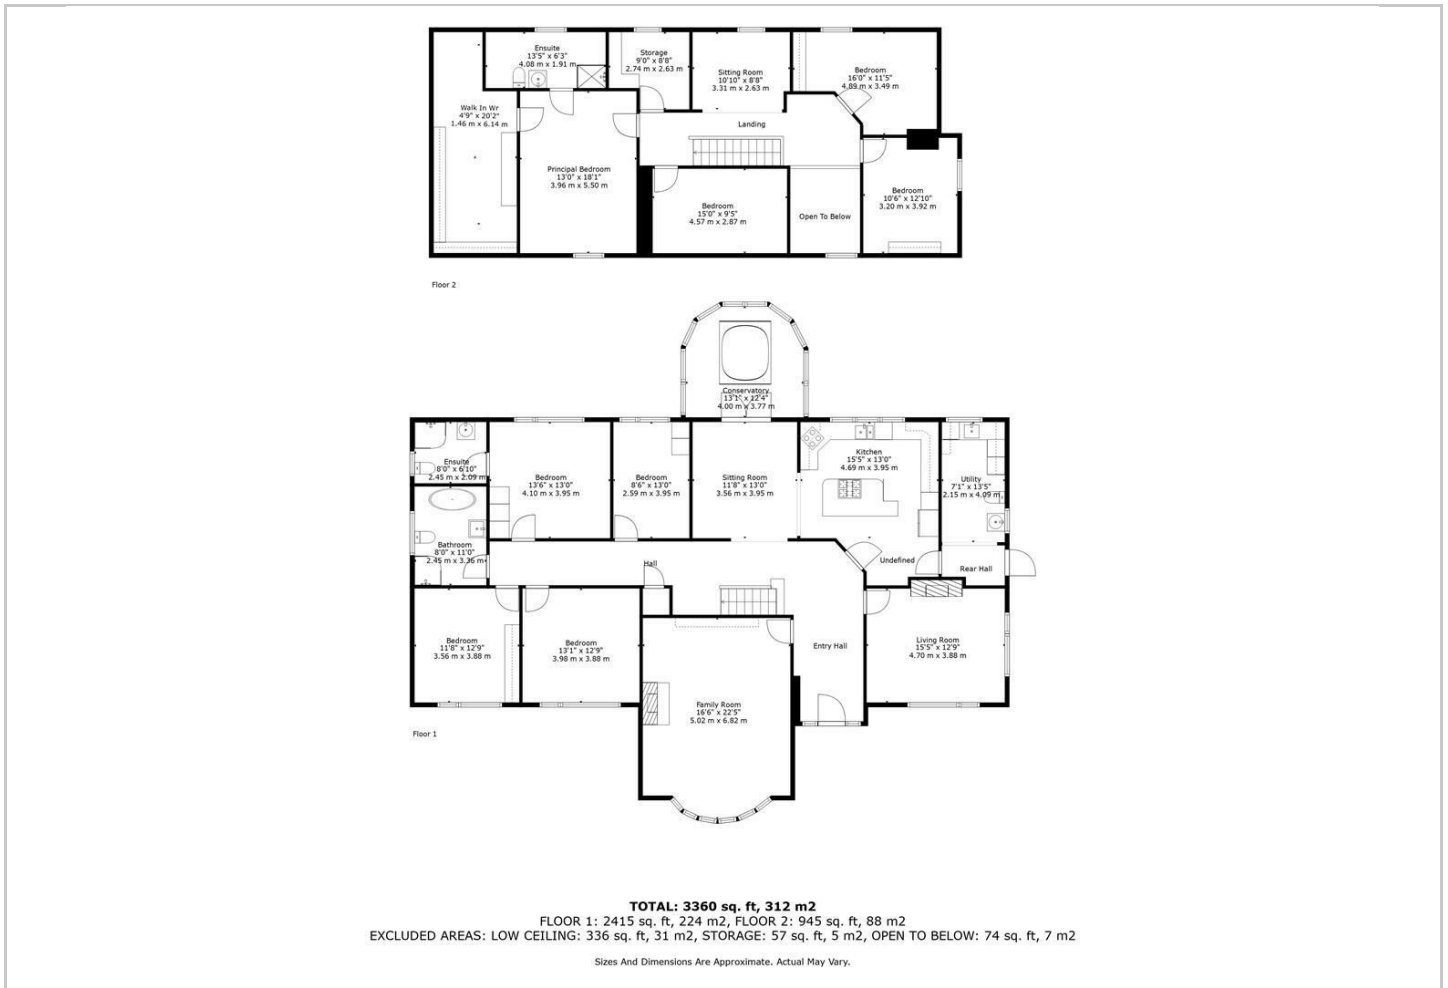 Ensuite
13'5" x 6'3"
4.08 m x 1.91 m
Storage
9'0" x 8'8"
2.74 m x 2.63 m
Sitting Room
10'10" x 8'8"
3.31 m x 2.63 m
Bedroom
16'0" x 11'5"
4.89 m x 3.49 m
Walk In Wr
4'9" x 20'2"
1.46 m x 6.14 m
Landing
Principal Bedroom
13'0" x 18'1"
3.96 m x 5.50 m
Bedroom
15'0" x 9'5"
4.57 m x 2.87 m
Open To Below
Bedroom
10'6" x 12'10"
3.20 m x 3.92 m
Floor 2
Conservatory
13'1" x 12'4"
4.00 m x 3.77 m
Ensuite
8'0" x 6'10"
2.45 m x 2.09 m
Bedroom
13'6" x 13'0"
4.10 m x 3.95 m
Bedroom
8'6" x 13'0"
2.59 m x 3.95 m
Sitting Room
11'8" x 13'0"
3.56 m x 3.95 m
Kitchen
15'5" x 13'0"
4.69 m x 3.95 m
Utility
7'1" x 13'5"
2.15 m x 4.09 m
Bathroom
8'0" x 11'0"
2.45 m x 3.36 m
Hall
Undefined
Rear Hall
Bedroom
11'8" x 12'9"
3.56 m x 3.88 m
Bedroom
13'1" x 12'9"
3.98 m x 3.88 m
Entry Hall
Living Room
15'5" x 12'9"
4.70 m x 3.88 m
Family Room
16'6" x 22'5"
5.02 m x 6.82 m
Floor 1
TOTAL: 3360 sq. ft, 312 m2
FLOOR 1: 2415 sq. ft, 224 m2, FLOOR 2: 945 sq. ft, 88 m2
EXCLUDED AREAS: LOW CEILING: 336 sq. ft, 31 m2, STORAGE: 57 sq. ft, 5 m2, OPEN TO BELOW: 74 sq. ft, 7 m2
Sizes And Dimensions Are Approximate. Actual May Vary.